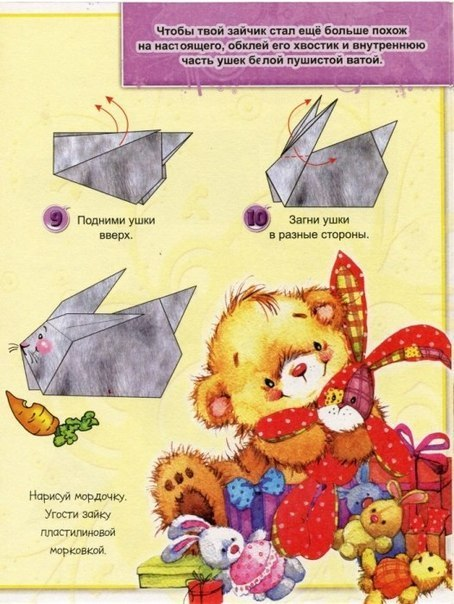 Чтобы твой зайчик стал ещё больше похож
на настоящего, обклей его хвостик и внутреннюю
часть ушек белой пушистой ватой.
9 Подними ушки
вверх.
10 Загни ушки
в разные стороны.
Нарисуй мордочку.
Угости зайку
пластилиновой
морковкой.